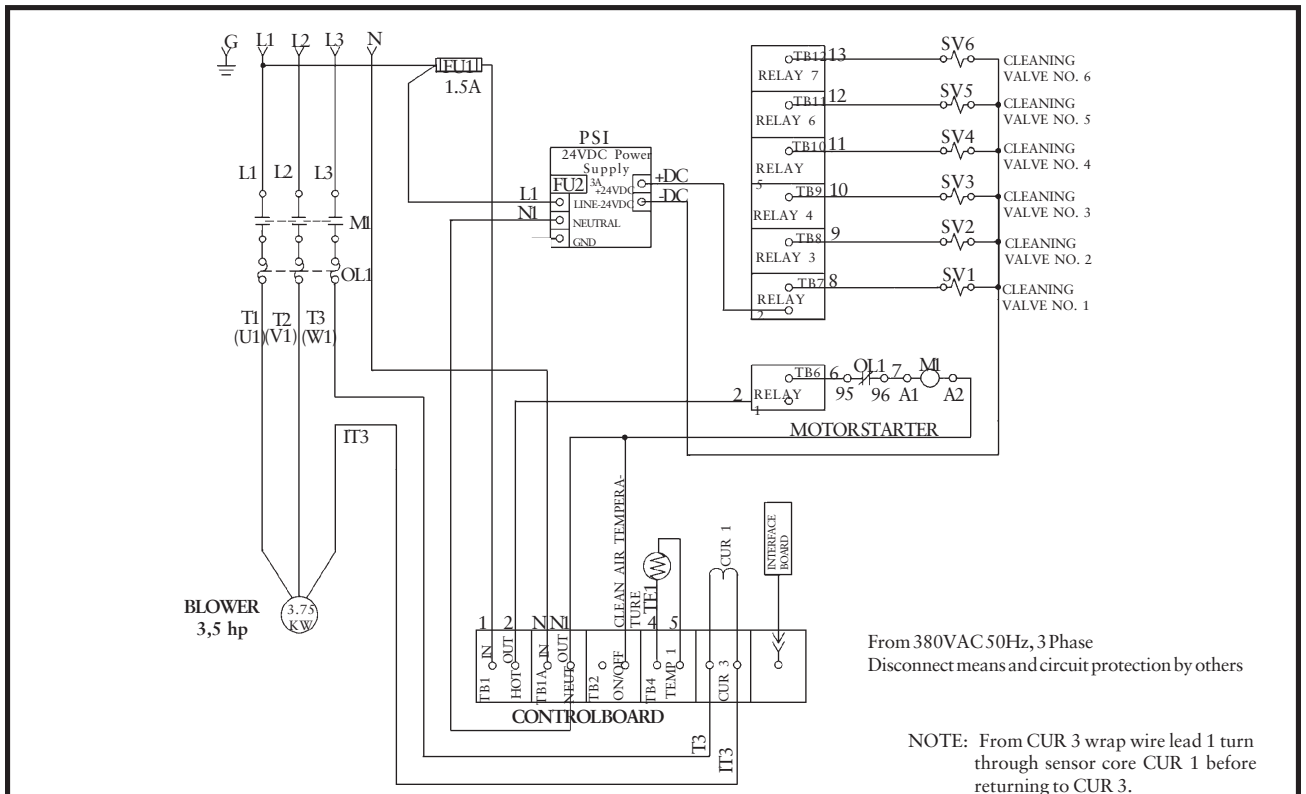 G L1 L2 L3 N
FU1
1.5A
L1 L2 L3
M1
OL1
T1 T2 T3
(U1) (V1) (W1)
IT3
BLOWER
3,5 hp
3.75
KW
PSI
24VDC Power
Supply
FU2
3A
+24VDC
L1
LINE-24VDC
N1
NEUTRAL
GND
+DC
-DC
TB12 13
RELAY 7
SV6
CLEANING
VALVE NO. 6
TB11 12
RELAY 6
SV5
CLEANING
VALVE NO. 5
TB10 11
RELAY
5
SV4
CLEANING
VALVE NO. 4
TB9 10
RELAY 4
SV3
CLEANING
VALVE NO. 3
TB8 9
RELAY 3
SV2
CLEANING
VALVE NO. 2
TB7 8
RELAY
2
SV1
CLEANING
VALVE NO. 1
TB6 6
2 RELAY
1
OL1 7 M1
95 96 A1 A2
MOTORSTARTER
CLEAN AIR TEMPERA-
TURE
TE1
CUR 1
INTERFACE
BOARD
1 2 N N1 4 5
TB1 IN
HOT OUT
TB1A IN
NEUT OUT
TB2
ON/OFF
TB4
TEMP 1
CUR 3
CONTROLBOARD
T3
IT3
From 380VAC 50Hz, 3 Phase
Disconnect means and circuit protection by others
NOTE: From CUR 3 wrap wire lead 1 turn
through sensor core CUR 1 before
returning to CUR 3.